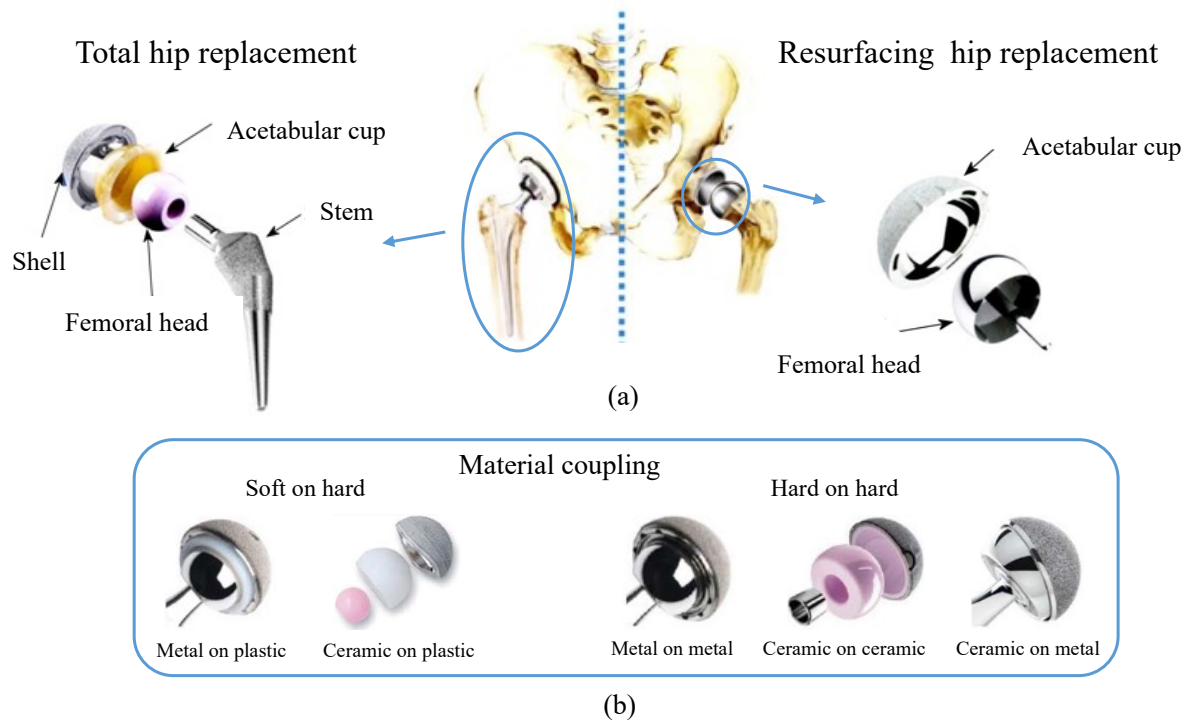 Total hip replacement
Resurfacing hip replacement
Acetabular cup
Stem
Shell
Femoral head
Acetabular cup
Femoral head
(a)
Material coupling
Soft on hard
Hard on hard
Metal on plastic
Ceramic on plastic
Metal on metal
Ceramic on ceramic
Ceramic on metal
(b)